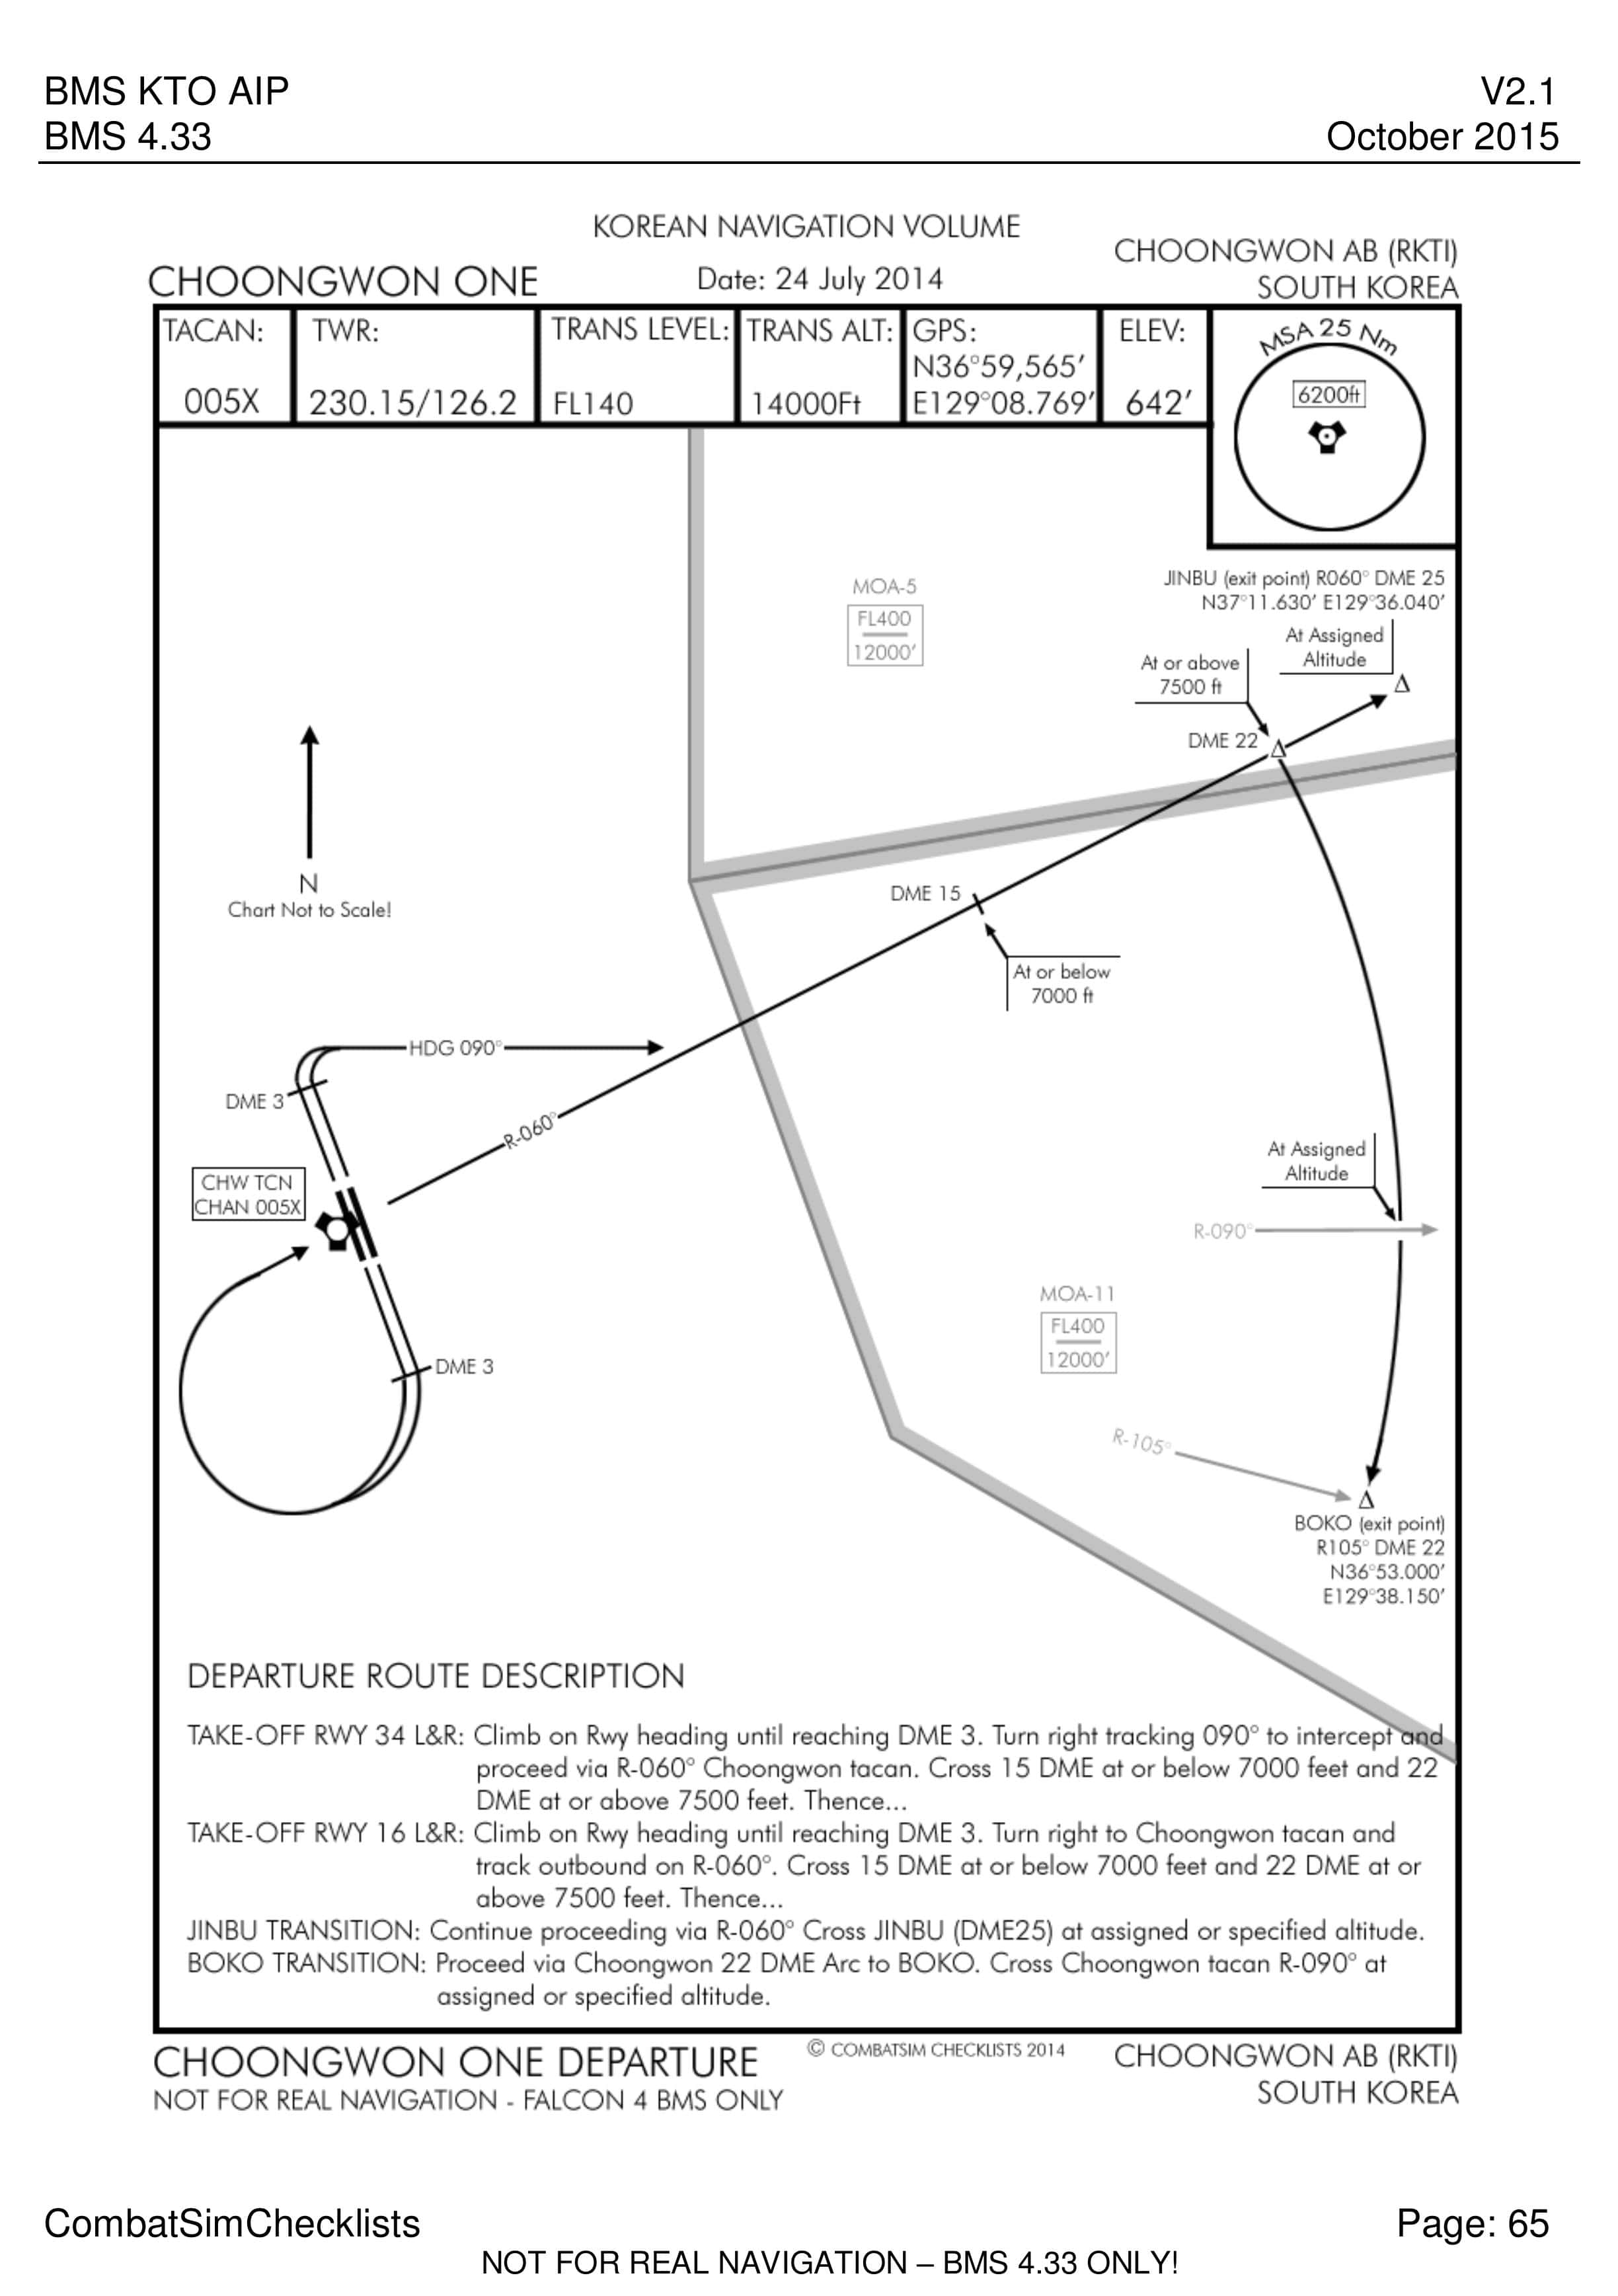 BMS KTO AIP
V2.1
BMS 4.33
October 2015
KOREAN NAVIGATION VOLUME
CHOONGWON ONE
Date: 24 July 2014
CHOONGWON AB (RKTI)
SOUTH KOREA
TACAN:
005X
TWR:
230.15/126.2
TRANS LEVEL:
FL140
TRANS ALT:
14000Ft
GPS:
N36°59,565'
E129°08.769'
ELEV:
642'
MSA 25 Nm
6200ft
MOA-5
FL400
12000'
JINBU (exit point) R060° DME 25
N37°11.630' E129°36.040'
At Assigned
Altitude
At or above
7500 ft
DME 22
N
Chart Not to Scale!
DME 15
At or below
7000 ft
HDG 090°
DME 3
R-060°
CHW TCN
CHAN 005X
At Assigned
Altitude
R-090°
MOA-11
FL400
12000'
DME 3
R-105°
BOKO (exit point)
R105° DME 22
N36°53.000'
E129°38.150'
DEPARTURE ROUTE DESCRIPTION
TAKE-OFF RWY 34 L&R: Climb on Rwy heading until reaching DME 3. Turn right tracking 090° to intercept and
proceed via R-060° Choongwon tacan. Cross 15 DME at or below 7000 feet and 22
DME at or above 7500 feet. Thence...
TAKE-OFF RWY 16 L&R: Climb on Rwy heading until reaching DME 3. Turn right to Choongwon tacan and
track outbound on R-060°. Cross 15 DME at or below 7000 feet and 22 DME at or
above 7500 feet. Thence...
JINBU TRANSITION: Continue proceeding via R-060° Cross JINBU (DME25) at assigned or specified altitude.
BOKO TRANSITION: Proceed via Choongwon 22 DME Arc to BOKO. Cross Choongwon tacan R-090° at
assigned or specified altitude.
CHOONGWON ONE DEPARTURE
© COMBATSIM CHECKLISTS 2014
CHOONGWON AB (RKTI)
NOT FOR REAL NAVIGATION - FALCON 4 BMS ONLY
SOUTH KOREA
CombatSimChecklists
Page: 65
NOT FOR REAL NAVIGATION – BMS 4.33 ONLY!